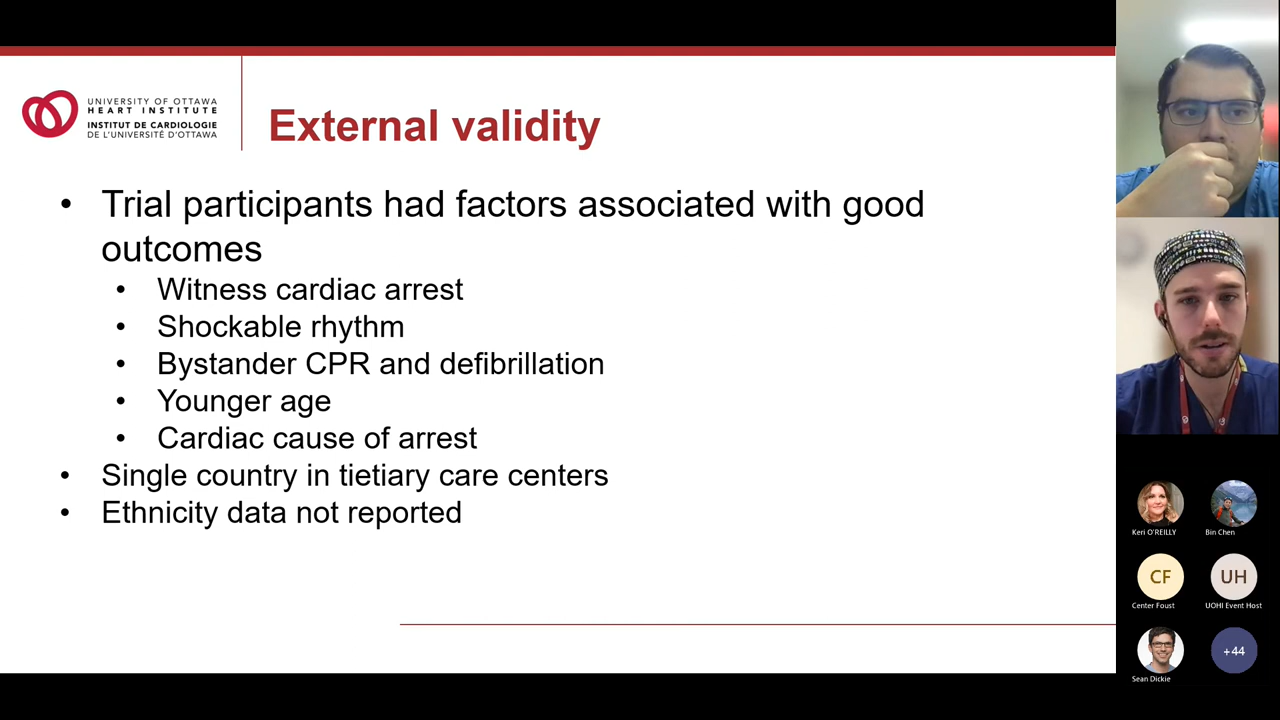 UNIVERSITY OF OTTAWA
HEART INSTITUTE
INSTITUT DE CARDIOLOGIE
DE L'UNIVERSITÉ D'OTTAWA
External validity
• Trial participants had factors associated with good
outcomes
• Witness cardiac arrest
• Shockable rhythm
• Bystander CPR and defibrillation
• Younger age
• Cardiac cause of arrest
• Single country in tietiary care centers
• Ethnicity data not reported
Keri O'REILLY
Bin Chen
CF
UH
Center Foust
UOHI Event Host
+44
Sean Dickie